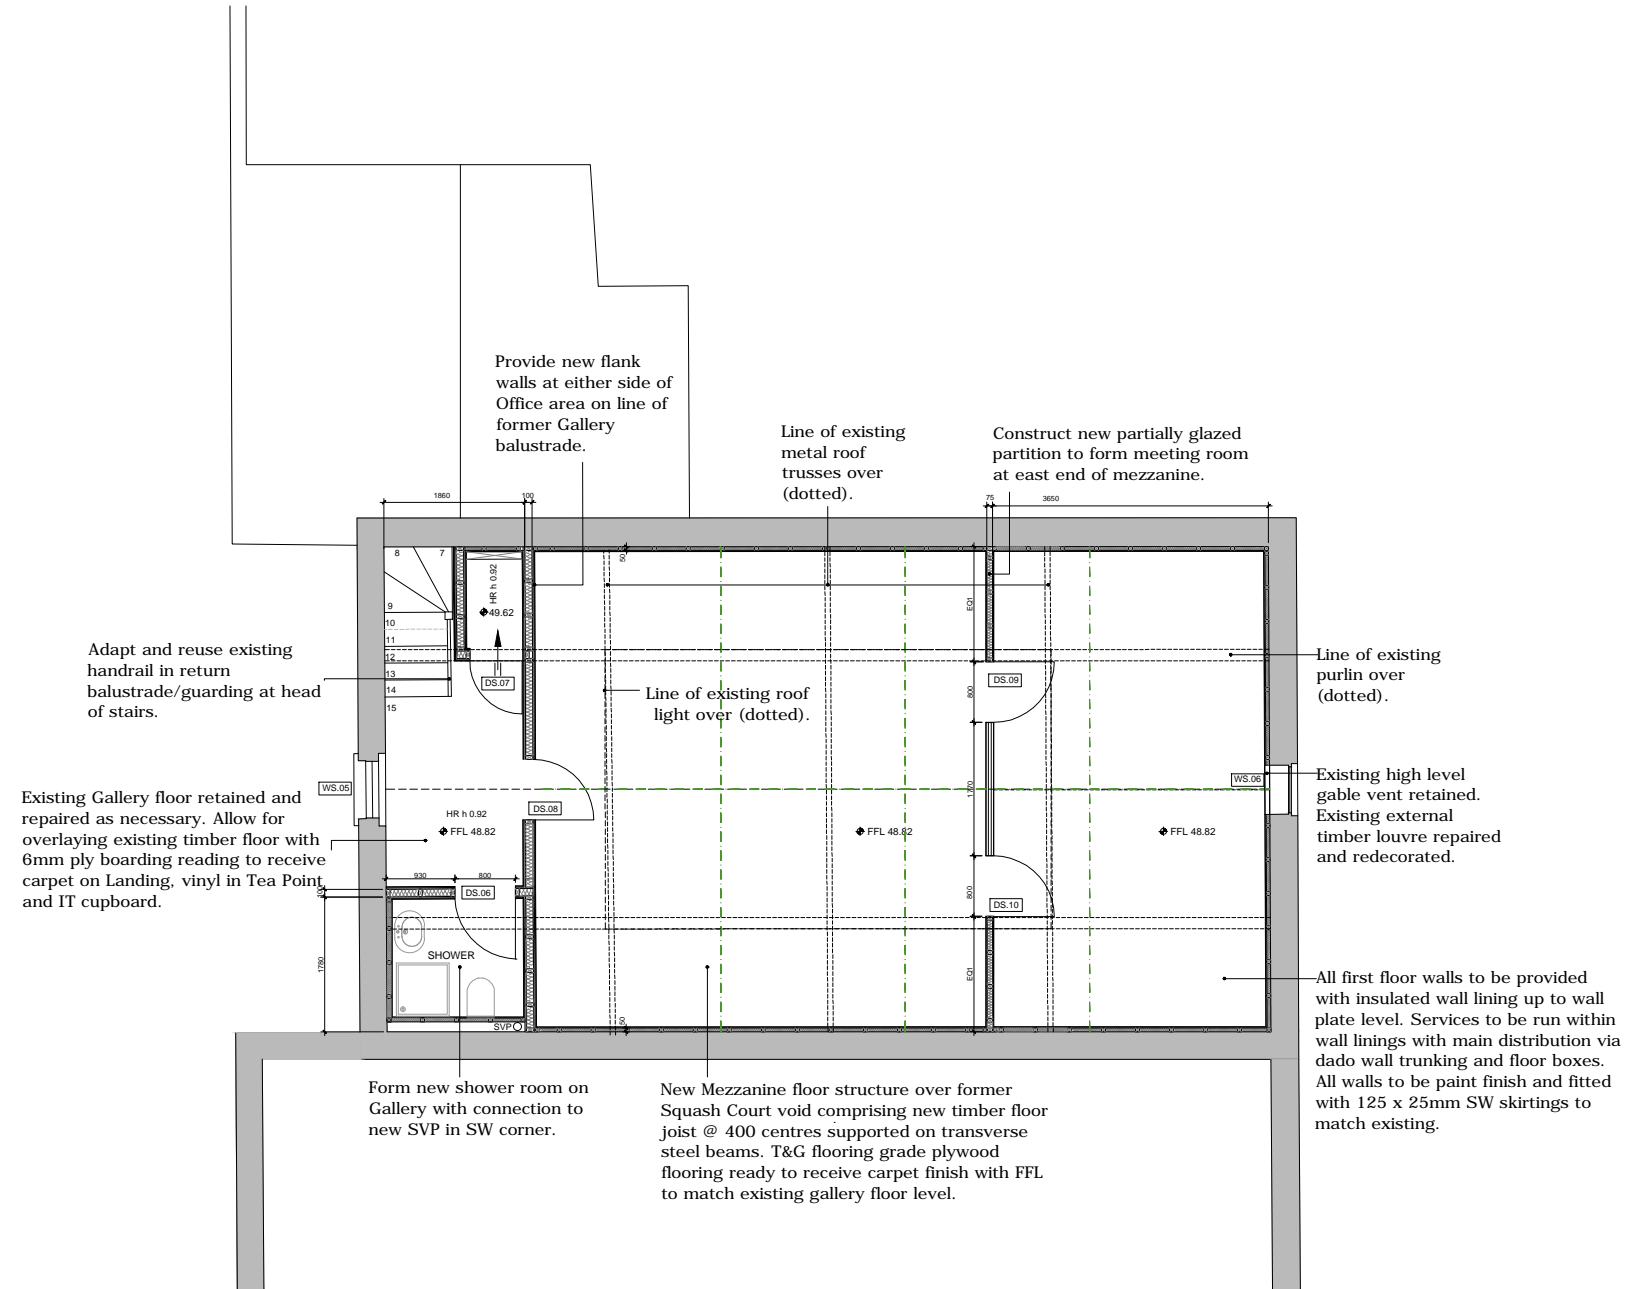 Provide new flank
walls at either side of
Office area on line of
former Gallery
balustrade.
Line of existing
metal roof
trusses over
(dotted).
Construct new partially glazed
partition to form meeting room
at east end of mezzanine.
1860
100
75
3650
8
7
9
10
11
12
13
14
15
HR h 0.92
49.62
DS.07
50
EQ1
Adapt and reuse existing
handrail in return
balustrade/guarding at head
of stairs.
Line of existing roof
light over (dotted).
DS.09
800
Line of existing
purlin over
(dotted).
WS.05
WS.06
1770
Existing high level
gable vent retained.
Existing external
timber louvre repaired
and redecorated.
Existing Gallery floor retained and
repaired as necessary. Allow for
overlaying existing timber floor with
6mm ply boarding reading to receive
carpet on Landing, vinyl in Tea Point
and IT cupboard.
HR h 0.92
FFL 48.82
DS.08
FFL 48.82
FFL 48.82
930
800
DS.06
100
800
DS.10
1780
SHOWER
SVP
50
EQ1
All first floor walls to be provided
with insulated wall lining up to wall
plate level. Services to be run within
wall linings with main distribution via
dado wall trunking and floor boxes.
All walls to be paint finish and fitted
with 125 x 25mm SW skirtings to
match existing.
Form new shower room on
Gallery with connection to
new SVP in SW corner.
New Mezzanine floor structure over former
Squash Court void comprising new timber floor
joist @ 400 centres supported on transverse
steel beams. T&G flooring grade plywood
flooring ready to receive carpet finish with FFL
to match existing gallery floor level.